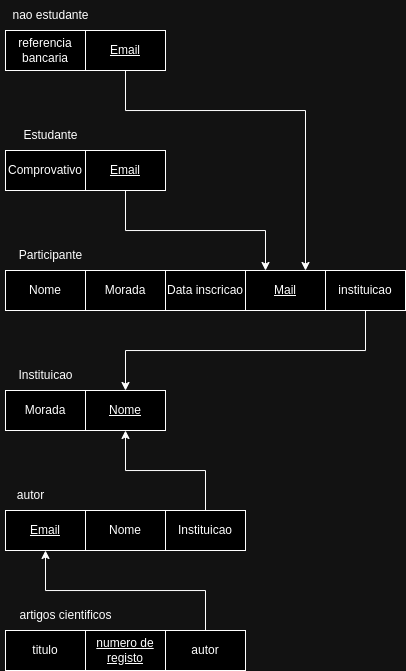 nao estudante
referencia
bancaria
Email
Estudante
Comprovativo
Email
Participante
Nome
Morada
Data inscricao
Mail
instituicao
Instituicao
Morada
Nome
autor
Email
Nome
Instituicao
artigos cientificos
titulo
numero de
registo
autor